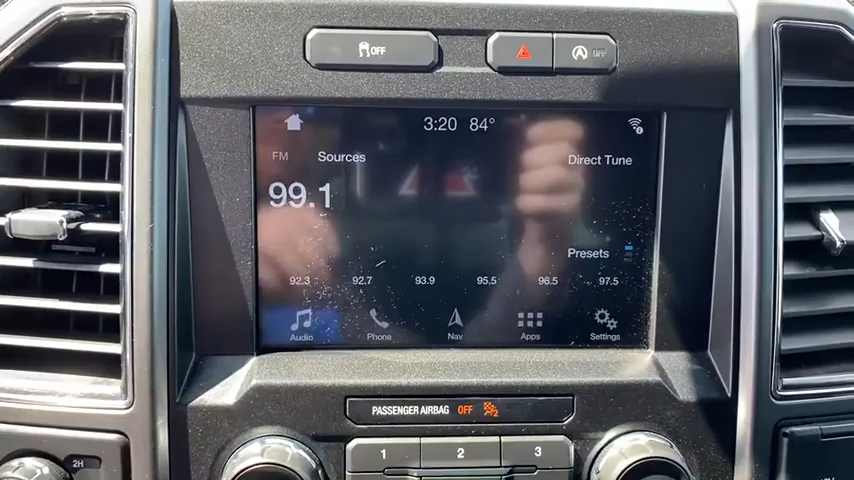 OFF
OFF
3:20 84°
FM Sources Direct Tune
99.1
Presets
92.3 92.7 93.9 95.5 96.5 97.5
Audio Phone Nav Apps Settings
PASSENGER AIRBAG OFF 2
1 2 3
2H